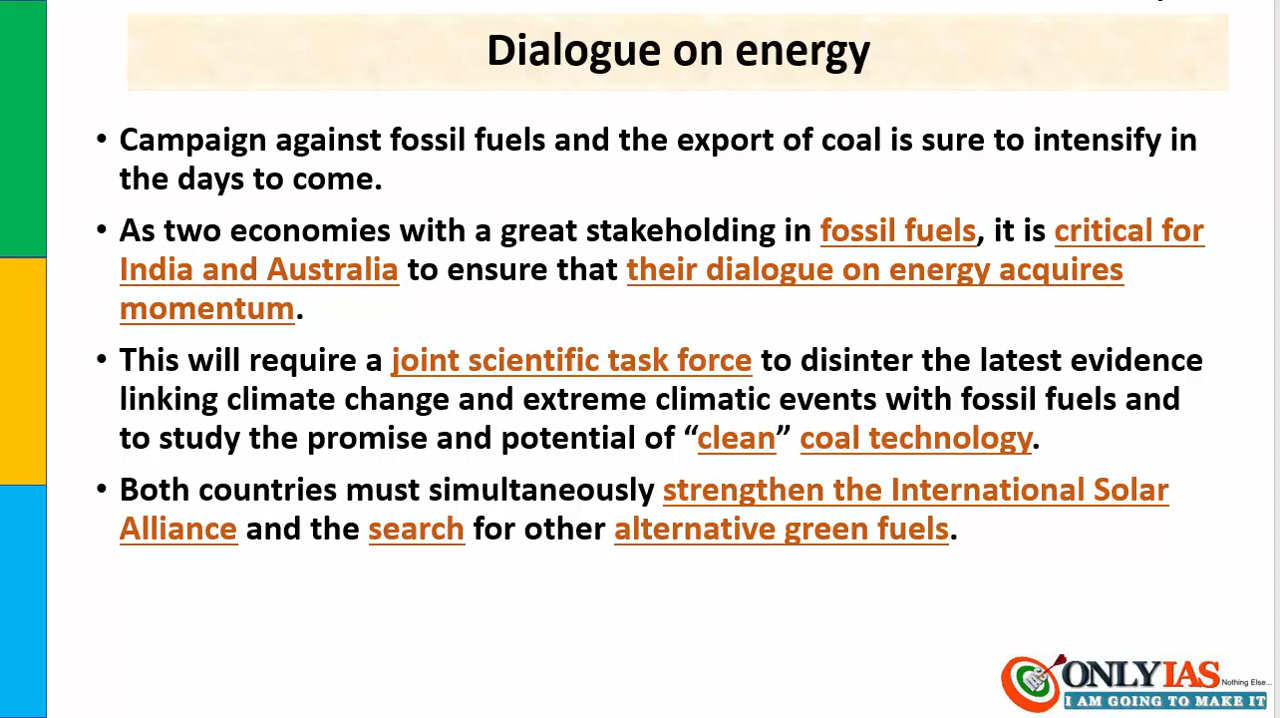 Dialogue on energy
• Campaign against fossil fuels and the export of coal is sure to intensify in
the days to come.
• As two economies with a great stakeholding in fossil fuels, it is critical for
India and Australia to ensure that their dialogue on energy acquires
momentum.
• This will require a joint scientific task force to disinter the latest evidence
linking climate change and extreme climatic events with fossil fuels and
to study the promise and potential of “clean” coal technology.
• Both countries must simultaneously strengthen the International Solar
Alliance and the search for other alternative green fuels.
ONLYIAS Nothing Else...
I AM GOING TO MAKE IT